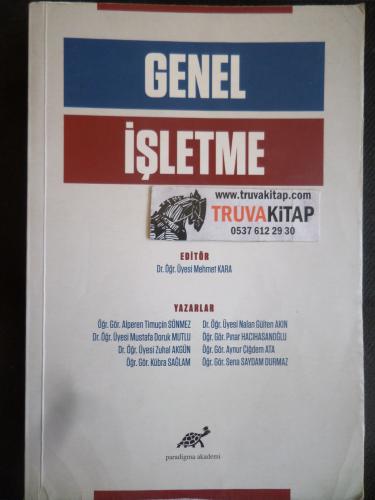 GENEL
İŞLETME
www.truvakitap.com
TRUVAKiTAP
0537 612 29 30
EDİTÖR
Dr. Öğr. Üyesi Mehmet KARA
YAZARLAR
Öğr. Gör. Alperen Timuçin SÖNMEZ
Dr. Öğr. Üyesi Mustafa Doruk MUTLU
Dr. Öğr. Üyesi Zuhal AKGÜN
Öğr. Gör. Kübra SAĞLAM
Dr. Öğr. Üyesi Nalan Gülten AKIN
Öğr. Gör. Pınar HACIHASANOĞLU
Öğr. Gör. Aynur Çiğdem ATA
Öğr. Gör. Sena SAYDAM DURMAZ
paradigma akademi